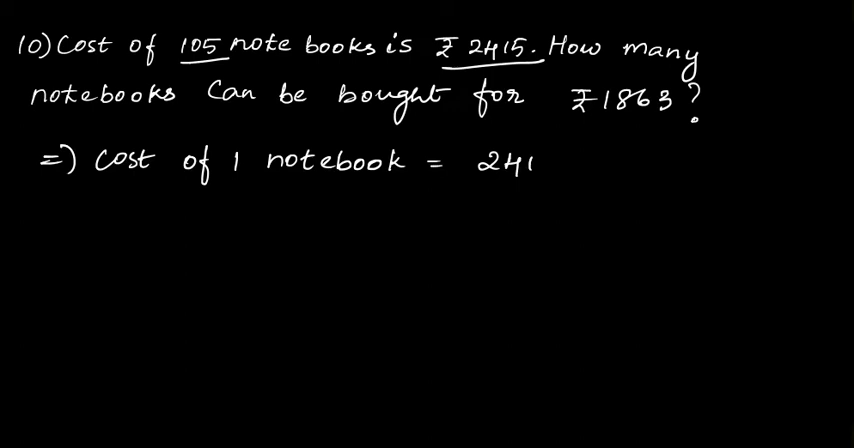 10) Cost of 105 note books is ₹ 2415. How many
notebooks can be bought for ₹1863?
=) Cost of 1 notebook = 241